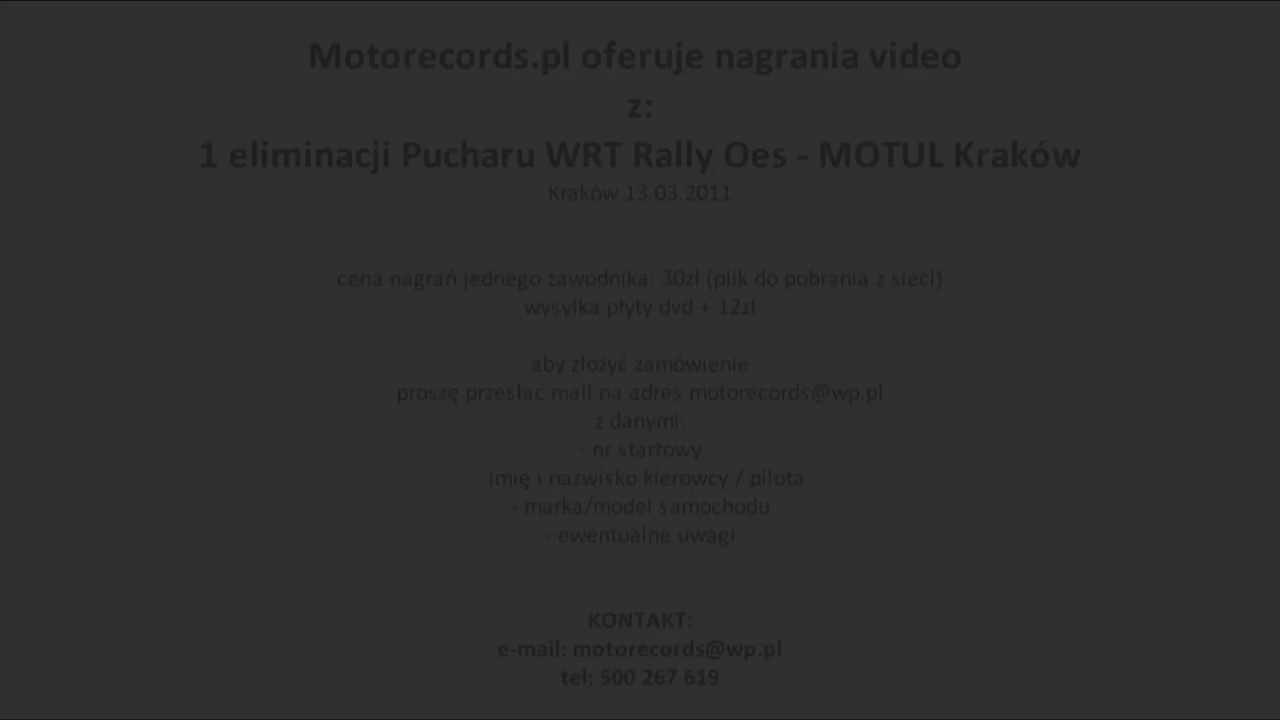 Motorecords.pl oferuje nagrania video
z:
1 eliminacji Pucharu WRT Rally Oes - MOTUL Kraków
Kraków 13.03.2011
cena nagrań jednego zawodnika: 30zł (plik do pobrania z sieci)
wysyłka płyty dvd + 12zł
aby złożyć zamówienie
proszę przesłać mail na adres motorecords@wp.pl
z danymi:
- nr startowy
- imię i nazwisko kierowcy / pilota
- marka/model samochodu
- ewentualne uwagi
KONTAKT:
e-mail: motorecords@wp.pl
tel: 500 267 619